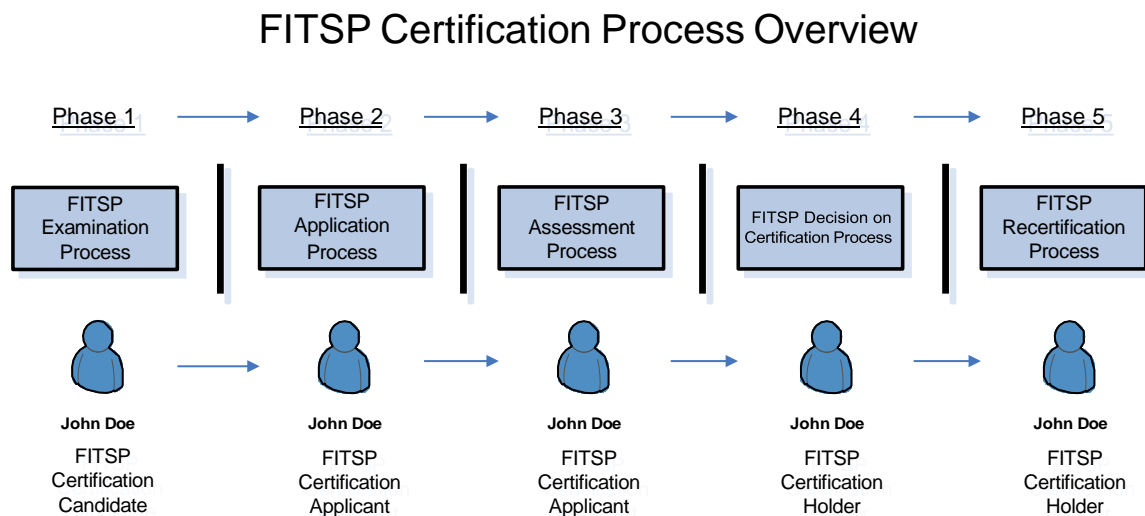 FITSP Certification Process Overview
Phase 1
Phase 2
Phase 3
Phase 4
Phase 5
FITSP
Examination
Process
FITSP
Application
Process
FITSP
Assessment
Process
FITSP Decision on
Certification Process
FITSP
Recertification
Process
John Doe
FITSP
Certification
Candidate
John Doe
FITSP
Certification
Applicant
John Doe
FITSP
Certification
Applicant
John Doe
FITSP
Certification
Holder
John Doe
FITSP
Certification
Holder